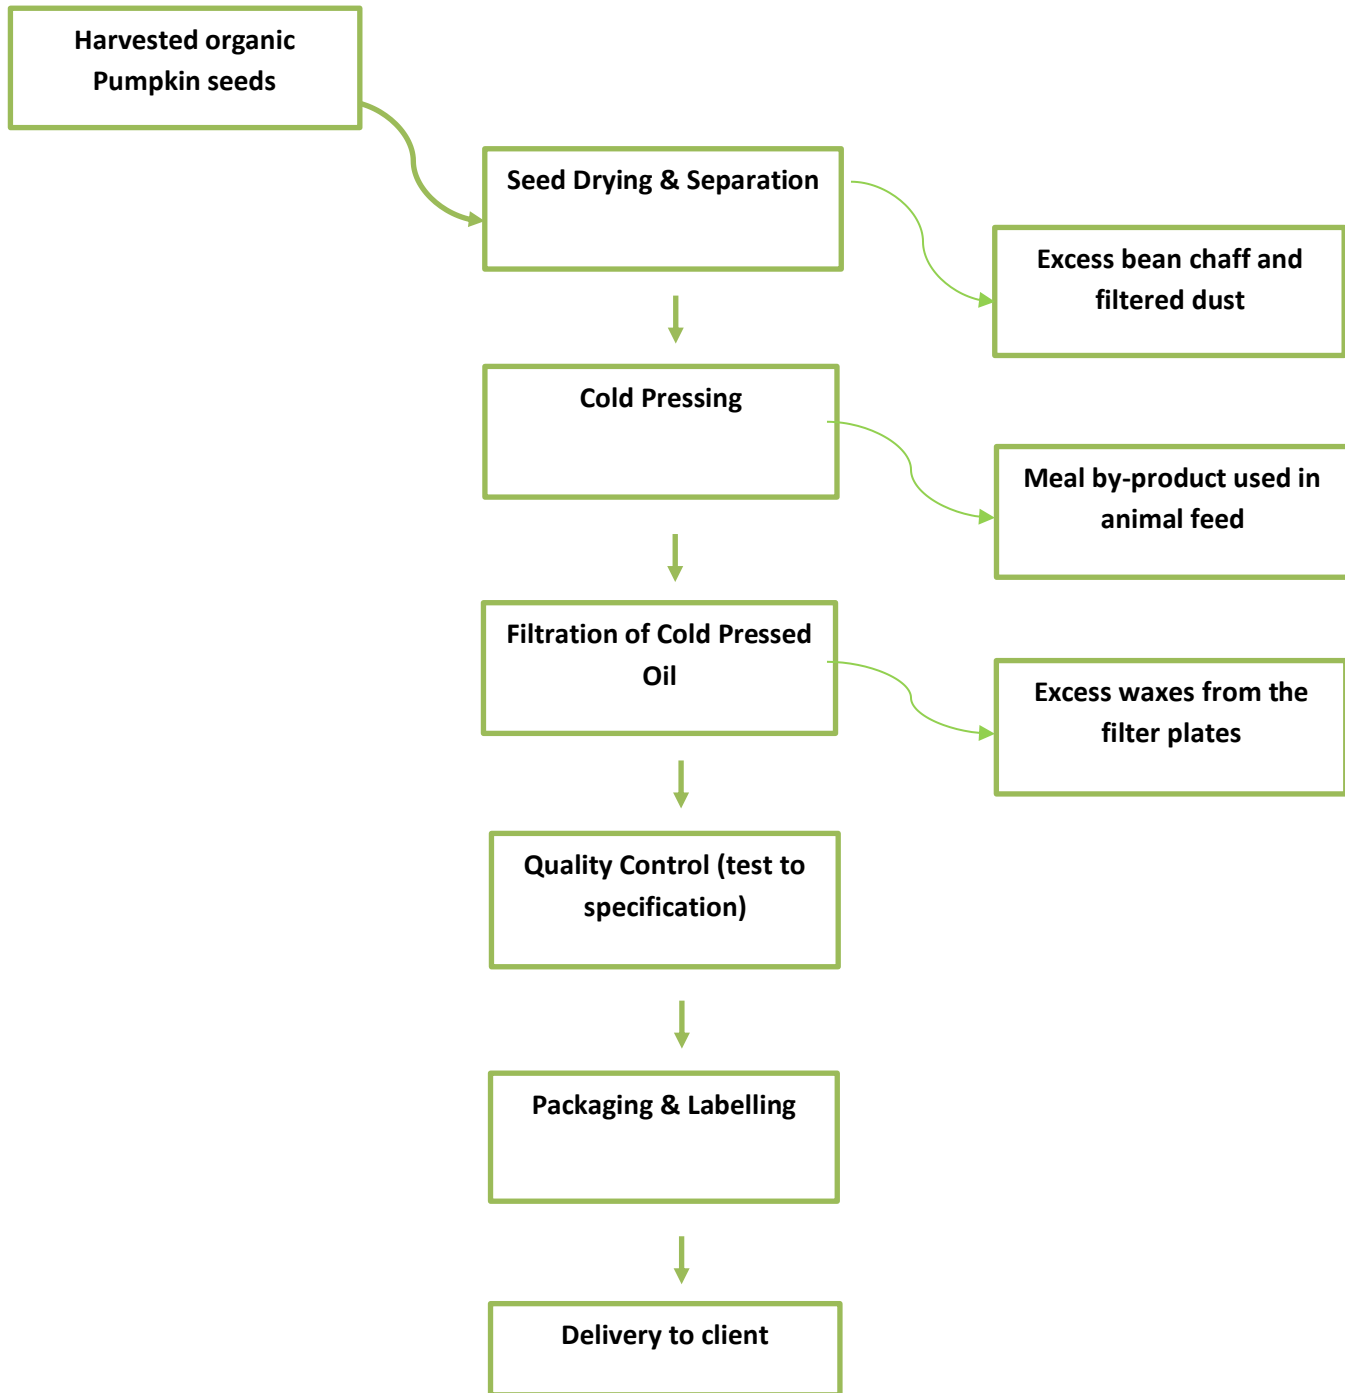 Harvested organic
Pumpkin seeds
Seed Drying & Separation
Excess bean chaff and
filtered dust
Cold Pressing
Meal by-product used in
animal feed
Filtration of Cold Pressed
Oil
Excess waxes from the
filter plates
Quality Control (test to
specification)
Packaging & Labelling
Delivery to client